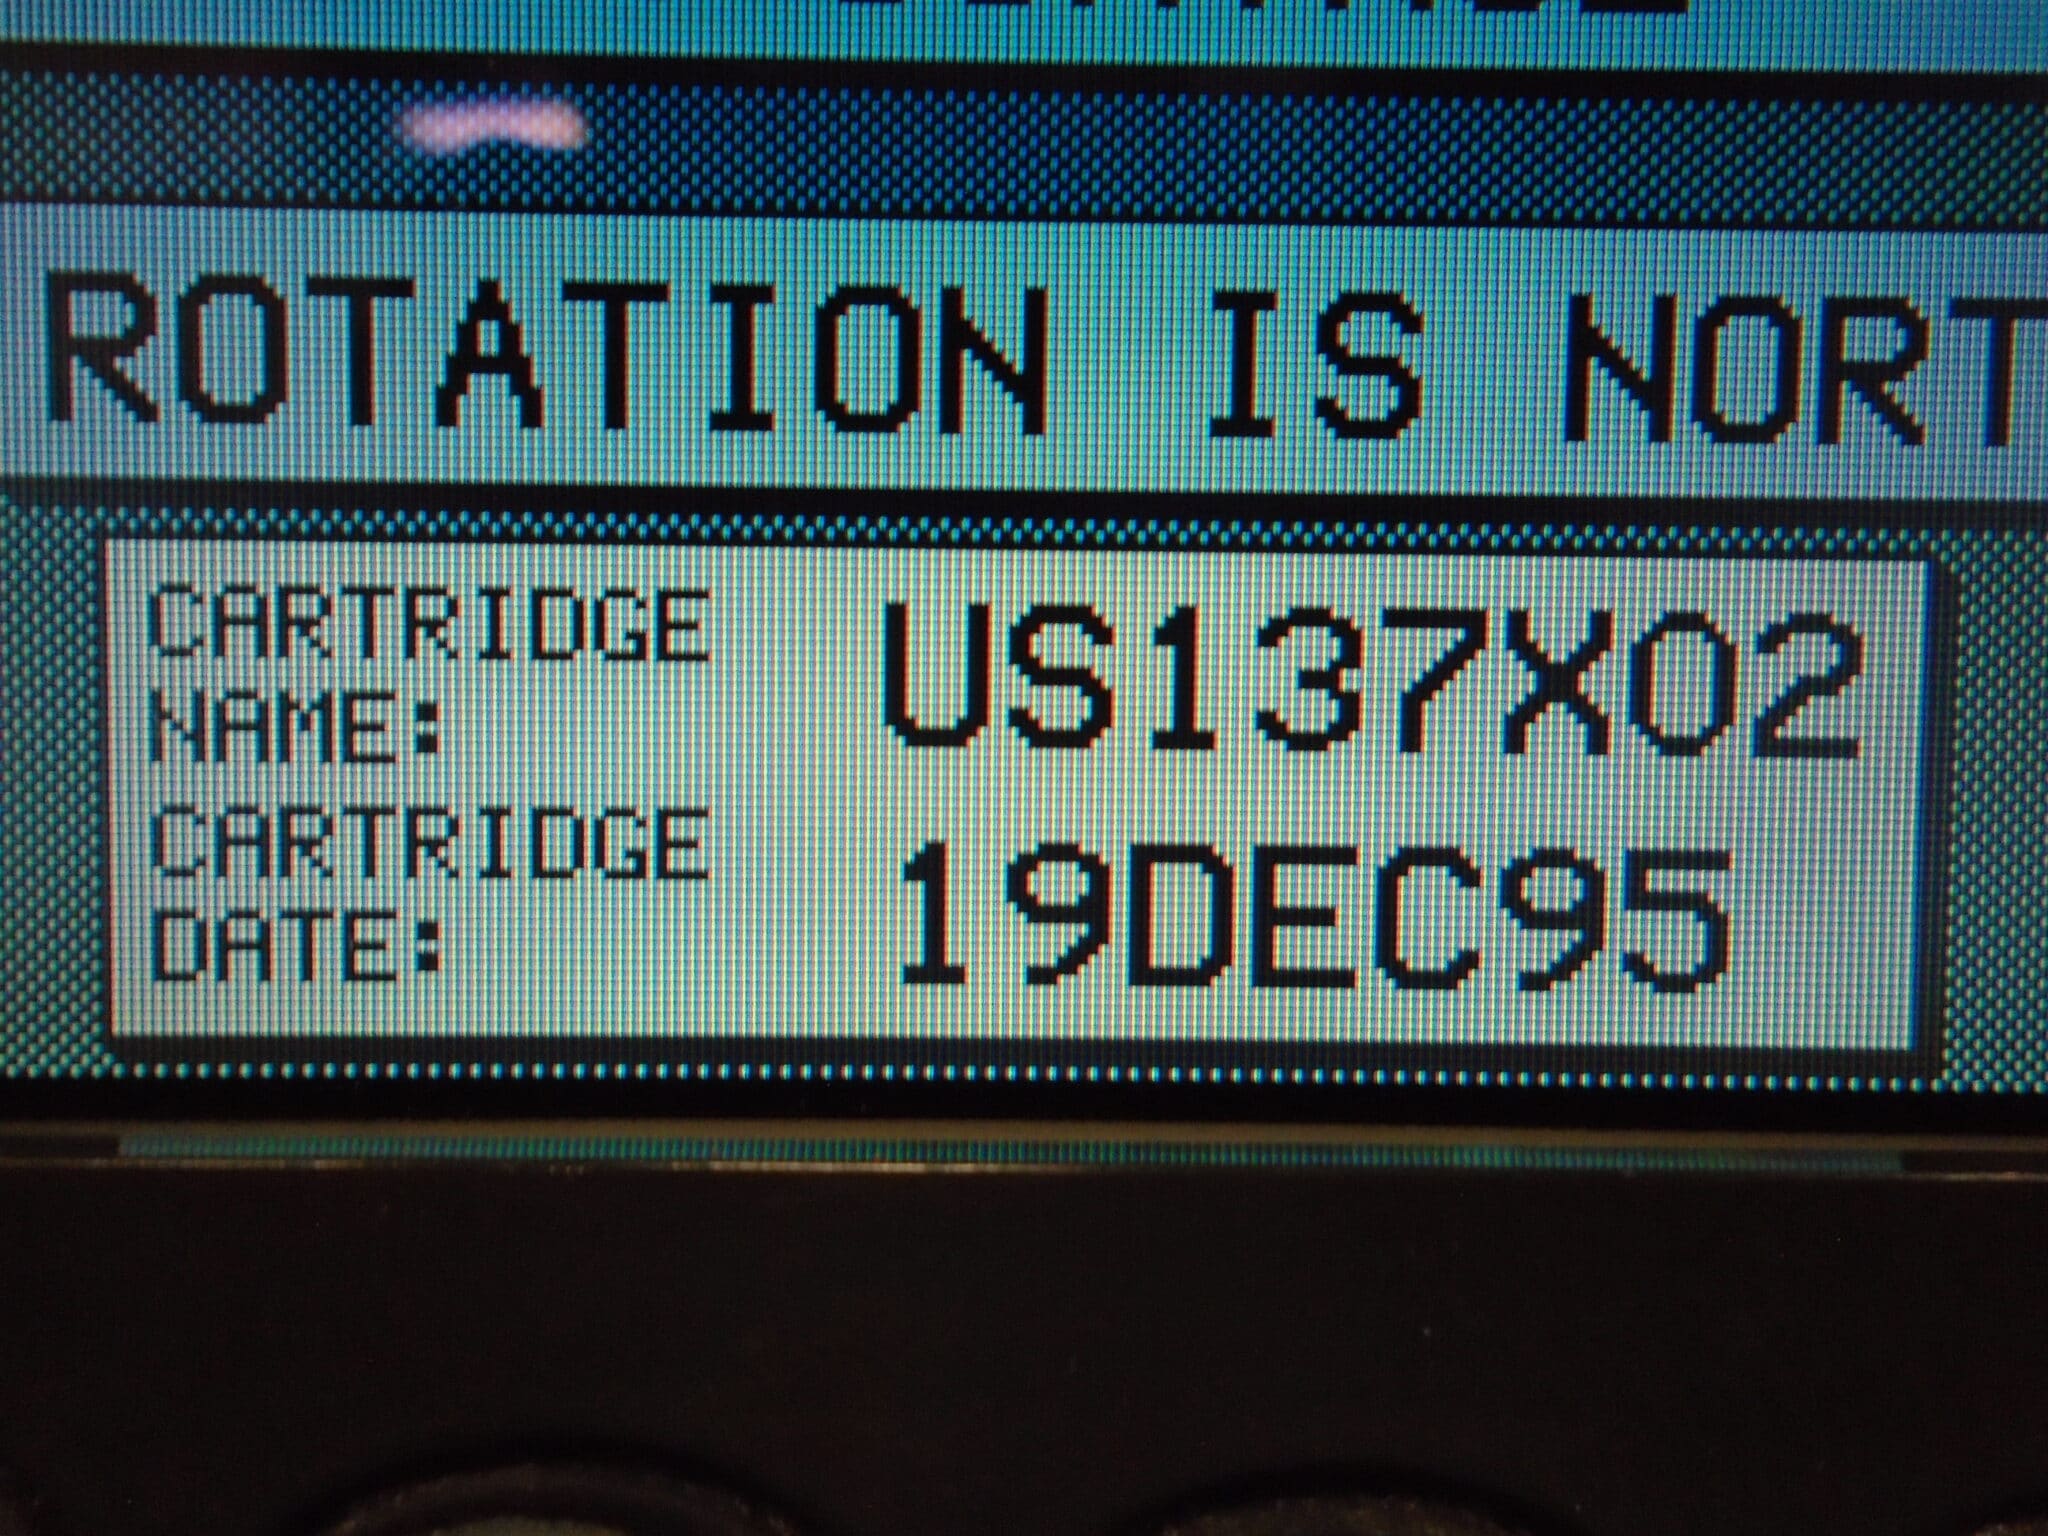 ROTATION IS NORT
CARTRIDGE
NAME:
US137X02
CARTRIDGE
DATE:
19DEC95